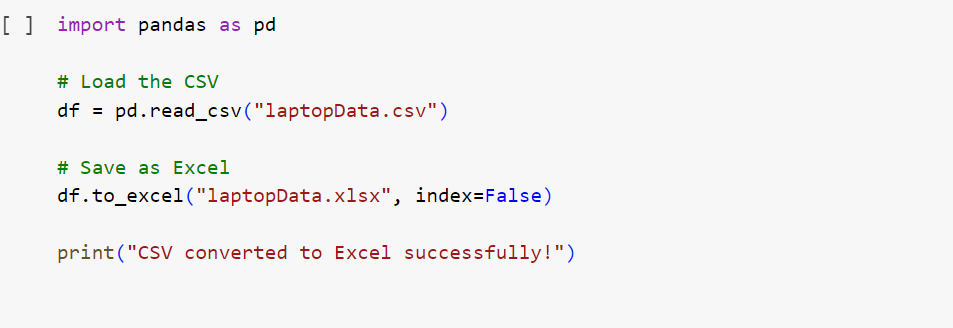 [ ] import pandas as pd
# Load the CSV
df = pd.read_csv("laptopData.csv")
# Save as Excel
df.to_excel("laptopData.xlsx", index=False)
print("CSV converted to Excel successfully!")